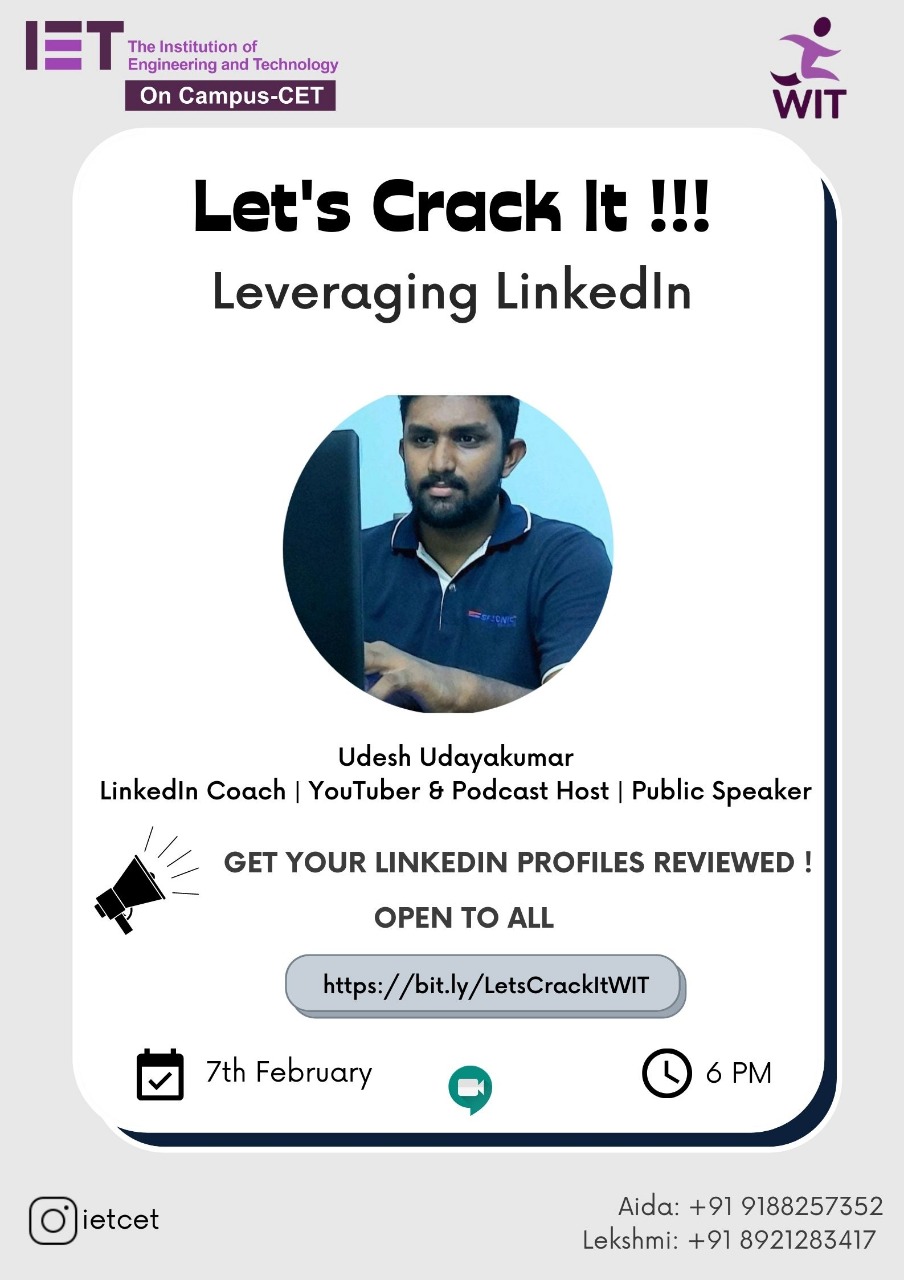 IET The Institution of
Engineering and Technology
On Campus-CET
WIT
Let's Crack It !!!
Leveraging LinkedIn
Udesh Udayakumar
LinkedIn Coach | YouTuber & Podcast Host | Public Speaker
GET YOUR LINKEDIN PROFILES REVIEWED !
OPEN TO ALL
https://bit.ly/LetsCrackItWIT
7th February
6 PM
ietcet
Aida: +91 9188257352
Lekshmi: +91 8921283417